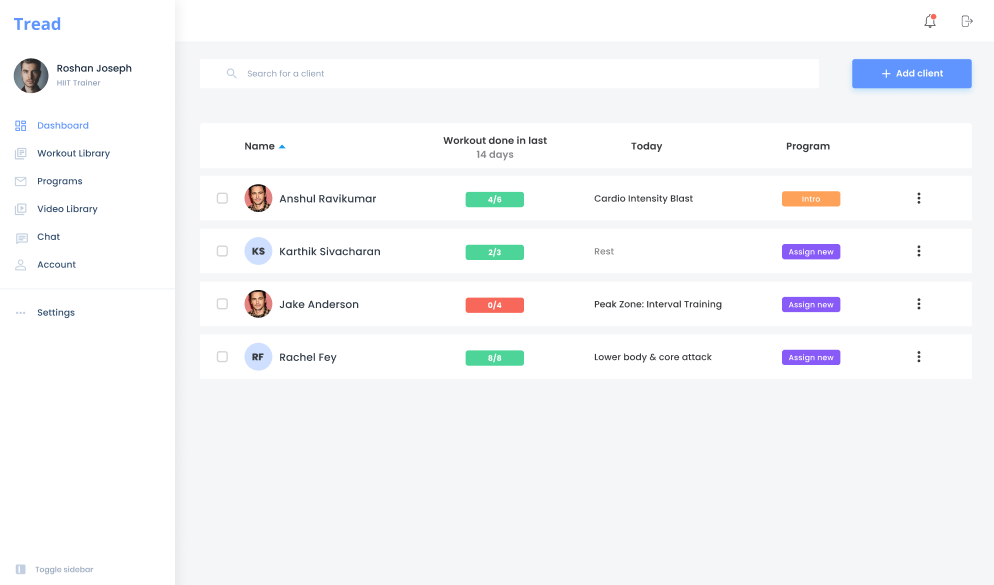 Tread
Roshan Joseph
HIIT Trainer
Dashboard
Workout Library
Programs
Video Library
Chat
Account
Settings
Toggle sidebar
Search for a client
+ Add client
Name
Workout done in last
14 days
Today
Program
Anshul Ravikumar
4/6
Cardio Intensity Blast
Intro
KS
Karthik Sivacharan
2/3
Rest
Assign new
Jake Anderson
0/4
Peak Zone: Interval Training
Assign new
RF
Rachel Fey
8/8
Lower body & core attack
Assign new